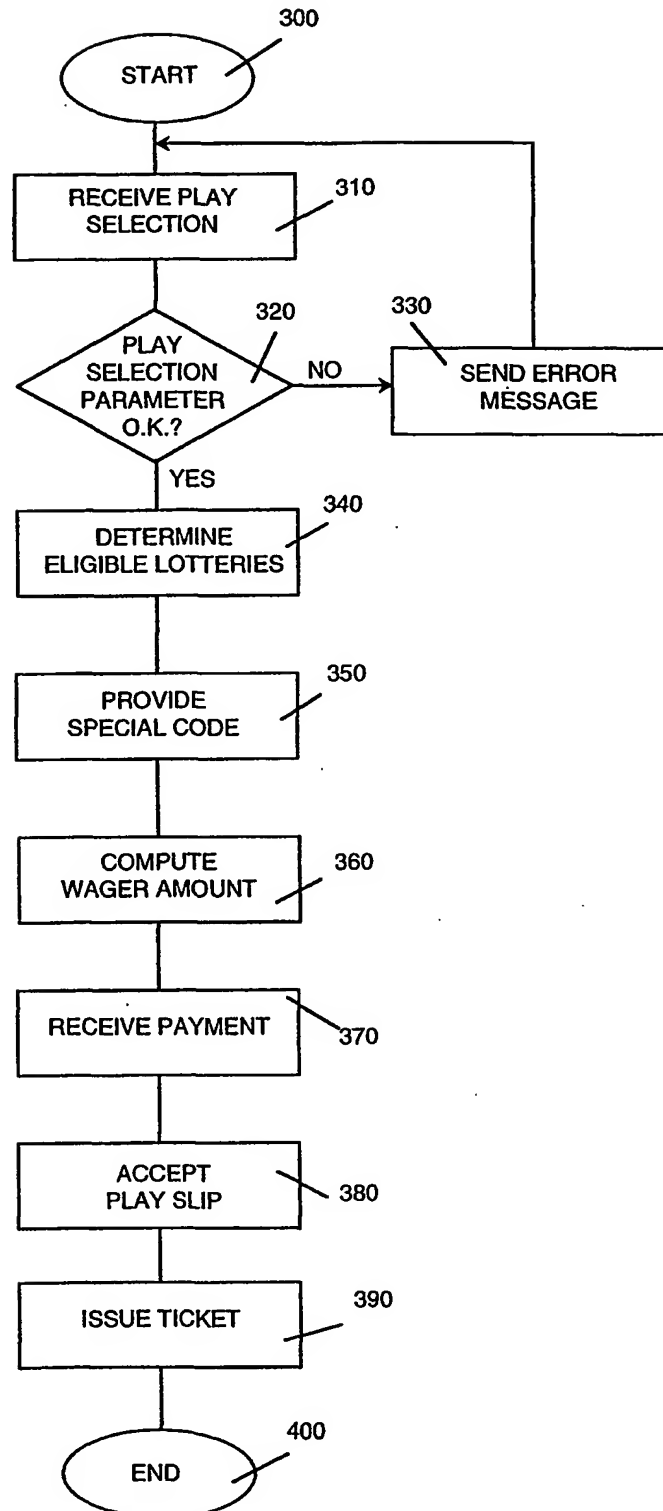 300
START
RECEIVE PLAY
SELECTION
310
320
PLAY
SELECTION
PARAMETER
O.K.?
NO
330
SEND ERROR
MESSAGE
YES
340
DETERMINE
ELIGIBLE LOTTERIES
350
PROVIDE
SPECIAL CODE
COMPUTE
WAGER AMOUNT
360
RECEIVE PAYMENT
370
ACCEPT
PLAY SLIP
380
ISSUE TICKET
390
END
400